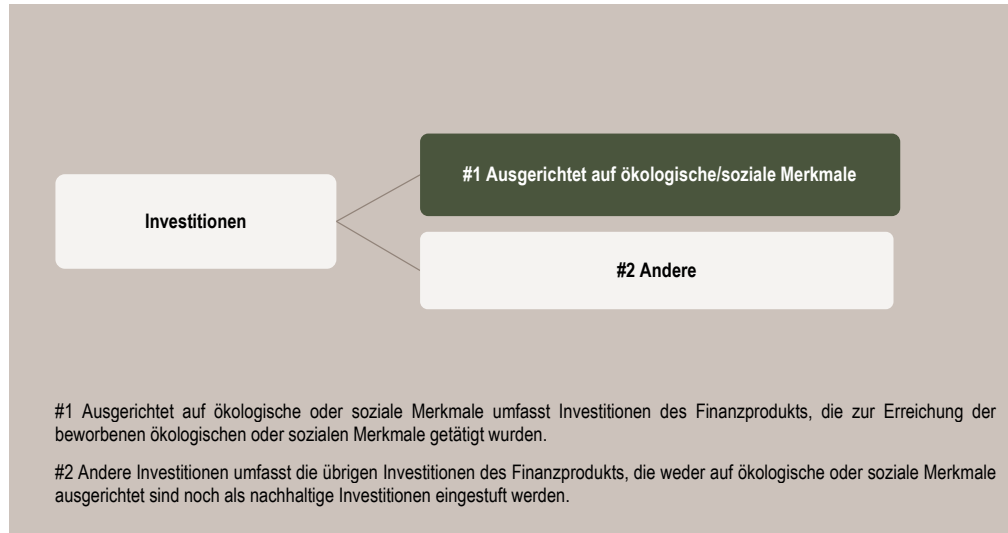 #1 Ausgerichtet auf ökologische/soziale Merkmale
Investitionen
#2 Andere
#1 Ausgerichtet auf ökologische oder soziale Merkmale umfasst Investitionen des Finanzprodukts, die zur Erreichung der
beworbenen ökologischen oder sozialen Merkmale getätigt wurden.
#2 Andere Investitionen umfasst die übrigen Investitionen des Finanzprodukts, die weder auf ökologische oder soziale Merkmale
ausgerichtet sind noch als nachhaltige Investitionen eingestuft werden.